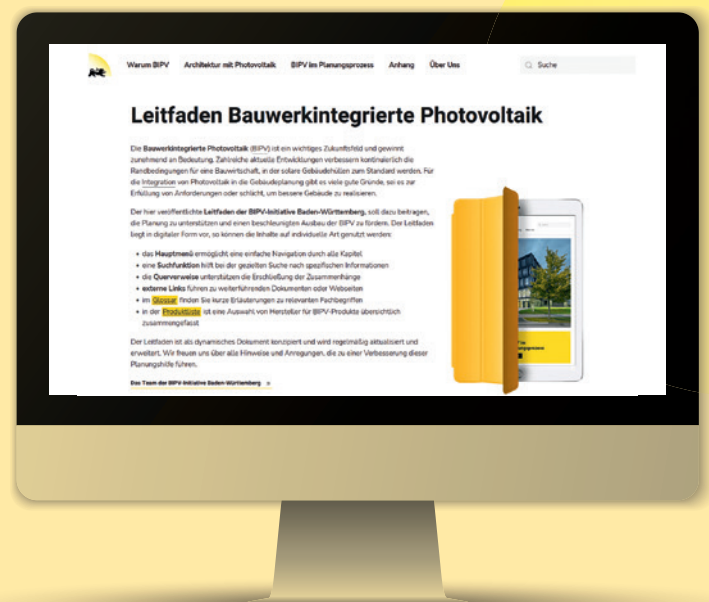 Warum BIPV Architektur mit Photovoltaik BIPV im Planungsprozess Anhang Über Uns Suche
Leitfaden Bauwerkintegrierte Photovoltaik
Die Bauwerkintegrierte Photovoltaik (BIPV) ist ein wichtiges Zukunftsfeld und gewinnt
zunehmend an Bedeutung. Zahlreiche aktuelle Entwicklungen verbessern kontinuierlich die
Randbedingungen für eine Bauwirtschaft, in der solare Gebäudehüllen zum Standard werden. Für
die Integration von Photovoltaik in die Gebäudeplanung gibt es viele gute Gründe, sei es zur
Erfüllung von Anforderungen oder schlicht, um bessere Gebäude zu realisieren.
Der hier veröffentlichte Leitfaden der BIPV-Initiative Baden-Württemberg, soll dazu beitragen,
die Planung zu unterstützen und einen beschleunigten Ausbau der BIPV zu fördern. Der Leitfaden
liegt in digitaler Form vor, so können die Inhalte auf individuelle Art genutzt werden:
• das Hauptmenü ermöglicht eine einfache Navigation durch alle Kapitel
• eine Suchfunktion hilft bei der gezielten Suche nach spezifischen Informationen
• die Querverweise unterstützen die Erschließung der Zusammenhänge
• externe Links führen zu weiterführenden Dokumenten oder Webseiten
• im Glossar finden Sie kurze Erläuterungen zu relevanten Fachbegriffen
• in der Produktliste ist eine Auswahl von Hersteller für BIPV-Produkte übersichtlich
zusammengefasst
Der Leitfaden ist als dynamisches Dokument konzipiert und wird regelmäßig aktualisiert und
erweitert. Wir freuen uns über alle Hinweise und Anregungen, die zu einer Verbesserung dieser
Planungshilfe führen.
Das Team der BIPV-Initiative Baden-Württemberg »